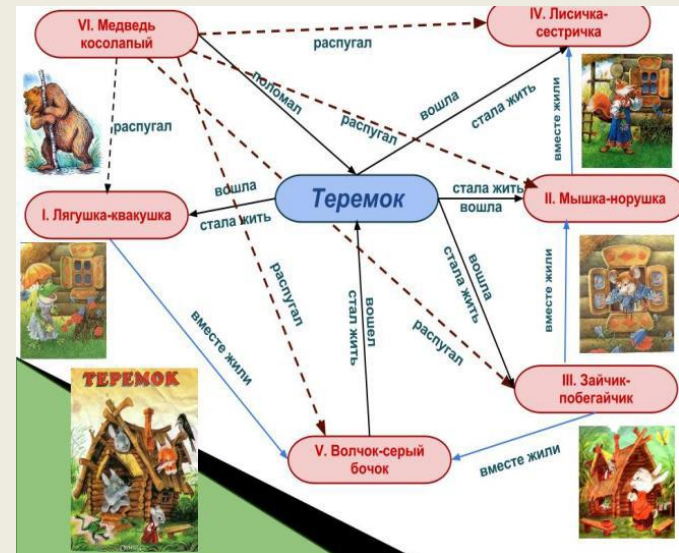 VI. Медведь
косолапый
IV. Лисичка-
сестричка
распугал
поломал
вошла
стала жить
распугал
распугал
вместе жили
вошла
стала жить
I. Лягушка-квакушка
Теремок
стала жить
вошла
II. Мышка-норушка
распугал
вошел
стал жить
вошла
стала жить
вместе жили
вместе жили
распугал
ТЕРЕМОК
III. Зайчик-
побегайчик
V. Волчок-серый
бочок
вместе жили